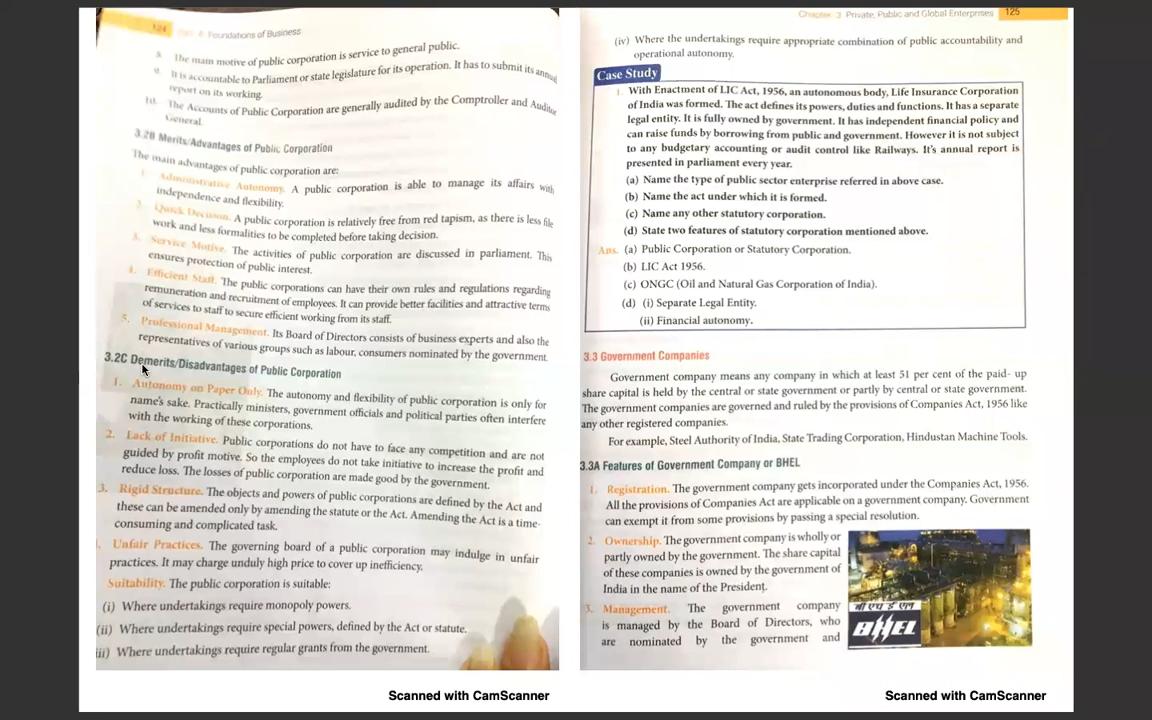 124 Part A Foundations of Business
8. The main motive of public corporation is service to general public.
9. It is accountable to Parliament or state legislature for its operation. It has to submit its annual
report on its working.
10. The Accounts of Public Corporation are generally audited by the Comptroller and Auditor
General.
3.2B Merits/Advantages of Public Corporation
The main advantages of public corporation are:
1. Administrative Autonomy. A public corporation is able to manage its affairs with
independence and flexibility.
2. Quick Decision. A public corporation is relatively free from red tapism, as there is less file
work and less formalities to be completed before taking decision.
3. Service Motive. The activities of public corporation are discussed in parliament. This
ensures protection of public interest.
4. Efficient Staff. The public corporations can have their own rules and regulations regarding
remuneration and recruitment of employees. It can provide better facilities and attractive terms
of services to staff to secure efficient working from its staff.
5. Professional Management. Its Board of Directors consists of business experts and also the
representatives of various groups such as labour, consumers nominated by the government.
3.2C Demerits/Disadvantages of Public Corporation
1. Autonomy on Paper Only. The autonomy and flexibility of public corporation is only for
name's sake. Practically ministers, government officials and political parties often interfere
with the working of these corporations.
2. Lack of Initiative. Public corporations do not have to face any competition and are not
guided by profit motive. So the employees do not take initiative to increase the profit and
reduce loss. The losses of public corporation are made good by the government.
3. Rigid Structure. The objects and powers of public corporations are defined by the Act and
these can be amended only by amending the statute or the Act. Amending the Act is a time-
consuming and complicated task.
Unfair Practices. The governing board of a public corporation may indulge in unfair
practices. It may charge unduly high price to cover up inefficiency.
Suitability. The public corporation is suitable:
(i) Where undertakings require monopoly powers.
(ii) Where undertakings require special powers, defined by the Act or statute.
iii) Where undertakings require regular grants from the government.
Scanned with CamScanner
Chapter 3 Private, Public and Global Enterprises 125
(iv) Where the undertakings require appropriate combination of public accountability and
operational autonomy.
Case Study
1. With Enactment of LIC Act, 1956, an autonomous body, Life Insurance Corporation
of India was formed. The act defines its powers, duties and functions. It has a separate
legal entity. It is fully owned by government. It has independent financial policy and
can raise funds by borrowing from public and government. However it is not subject
to any budgetary accounting or audit control like Railways. It's annual report is
presented in parliament every year.
(a) Name the type of public sector enterprise referred in above case.
(b) Name the act under which it is formed.
(c) Name any other statutory corporation.
(d) State two features of statutory corporation mentioned above.
Ans. (a) Public Corporation or Statutory Corporation.
(b) LIC Act 1956.
(c) ONGC (Oil and Natural Gas Corporation of India).
(d) (i) Separate Legal Entity.
(ii) Financial autonomy.
3.3 Government Companies
Government company means any company in which at least 51 per cent of the paid- up
share capital is held by the central or state government or partly by central or state government.
The government companies are governed and ruled by the provisions of Companies Act, 1956 like
any other registered companies.
For example, Steel Authority of India, State Trading Corporation, Hindustan Machine Tools.
3.3A Features of Government Company or BHEL
1. Registration. The government company gets incorporated under the Companies Act, 1956.
All the provisions of Companies Act are applicable on a government company. Government
can exempt it from some provisions by passing a special resolution.
2. Ownership. The government company is wholly or
partly owned by the government. The share capital
of these companies is owned by the government of
India in the name of the President.
3. Management. The government company
is managed by the Board of Directors, who
are nominated by the government and
बी एच ई एल
BHEL
Scanned with CamScanner